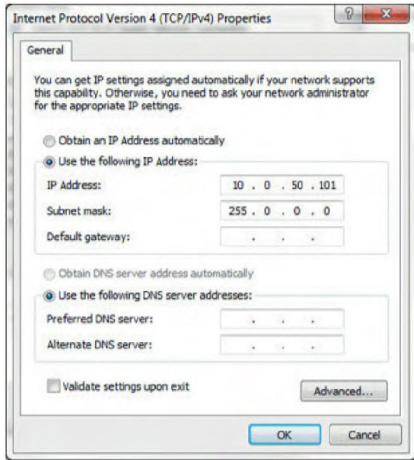 Internet Protocol Version 4 (TCP/IPv4) Properties
?
X
General
You can get IP settings assigned automatically if your network supports
this capability. Otherwise, you need to ask your network administrator
for the appropriate IP settings.
Obtain an IP Address automatically
Use the following IP Address:
IP Address: 10 . 0 . 50 . 101
Subnet mask: 255 . 0 . 0 . 0
Default gateway: . . .
Obtain DNS server address automatically
Use the following DNS server addresses:
Preferred DNS server: . . .
Alternate DNS server: . . .
Validate settings upon exit
Advanced...
OK Cancel